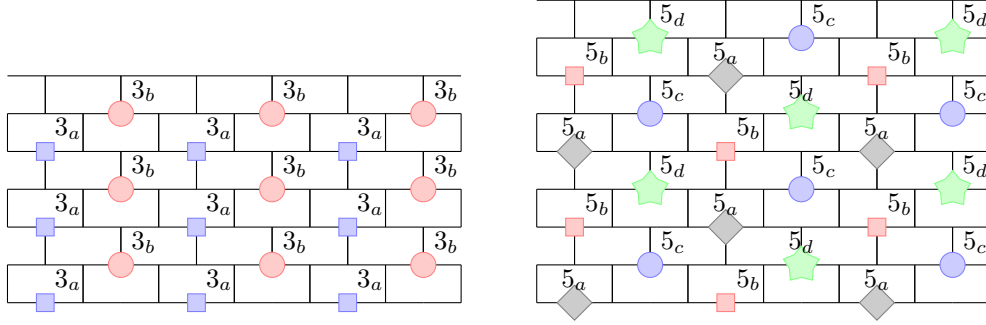 5_d 5_c 5_d
5_b 5_a 5_b
3_b 3_b 3_b 5_c 5_d 5_c
3_a 3_a 3_a 5_a 5_b 5_a
3_b 3_b 3_b 5_d 5_c 5_d
3_a 3_a 3_a 5_b 5_a 5_b
3_b 3_b 3_b 5_c 5_d 5_c
3_a 3_a 3_a 5_a 5_b 5_a